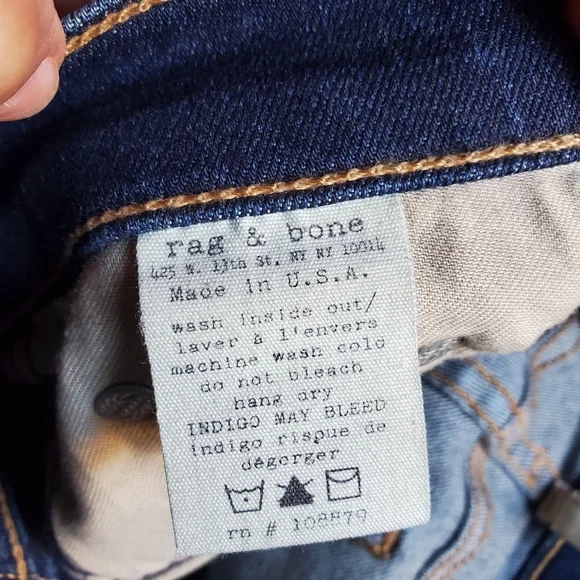 rag & bone
425 W. 13th St. NY NY 10014
Made in U.S.A.
wash inside out/
laver à l'envers
machine wash cold
do not bleach
hang dry
INDIGO MAY BLEED
indigo risque de
dégorger
rn # 108879